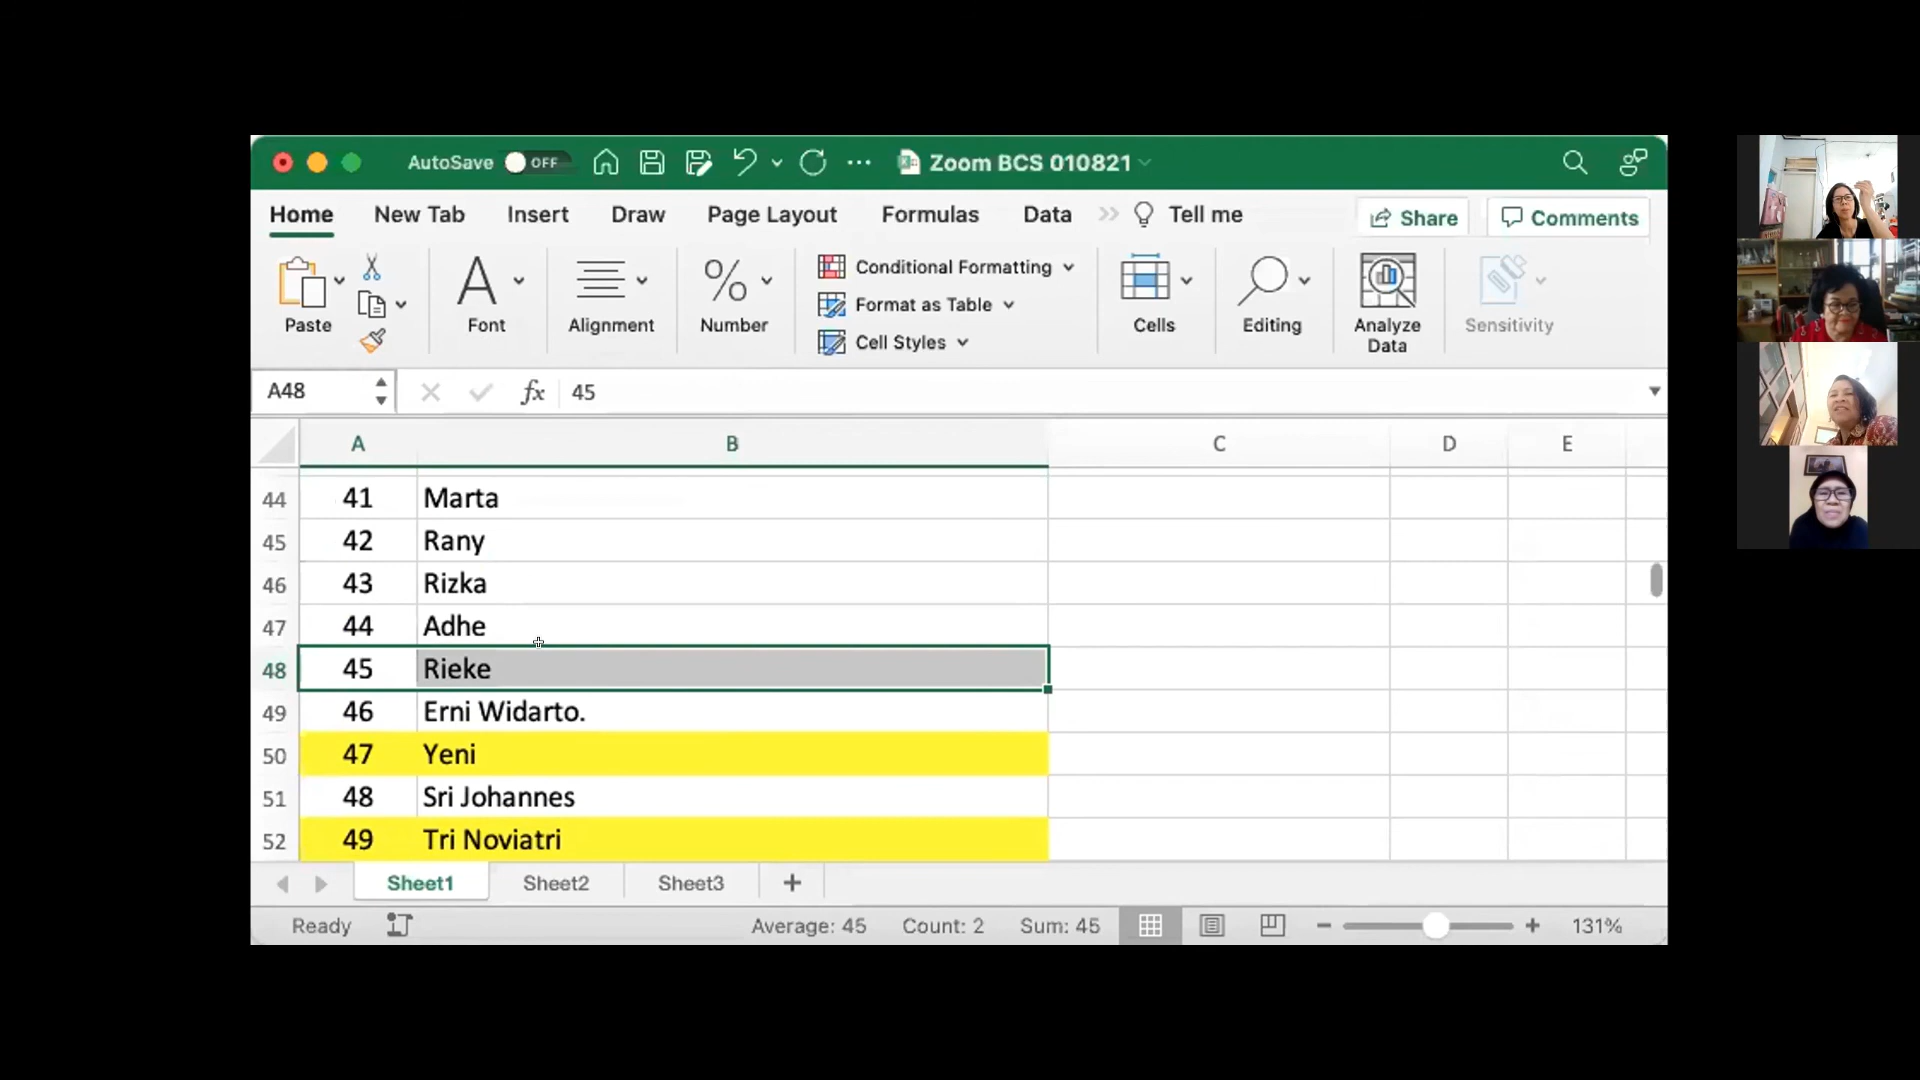 AutoSave OFF Zoom BCS 010821
Home New Tab Insert Draw Page Layout Formulas Data Tell me Share Comments
Paste Font Alignment Number Conditional Formatting Format as Table Cell Styles Cells Editing Analyze Data Sensitivity
A48 fx 45
A B C D E
44 41 Marta
45 42 Rany
46 43 Rizka
47 44 Adhe
48 45 Rieke
49 46 Erni Widarto.
50 47 Yeni
51 48 Sri Johannes
52 49 Tri Noviatri
Sheet1 Sheet2 Sheet3 +
Ready Average: 45 Count: 2 Sum: 45 131%